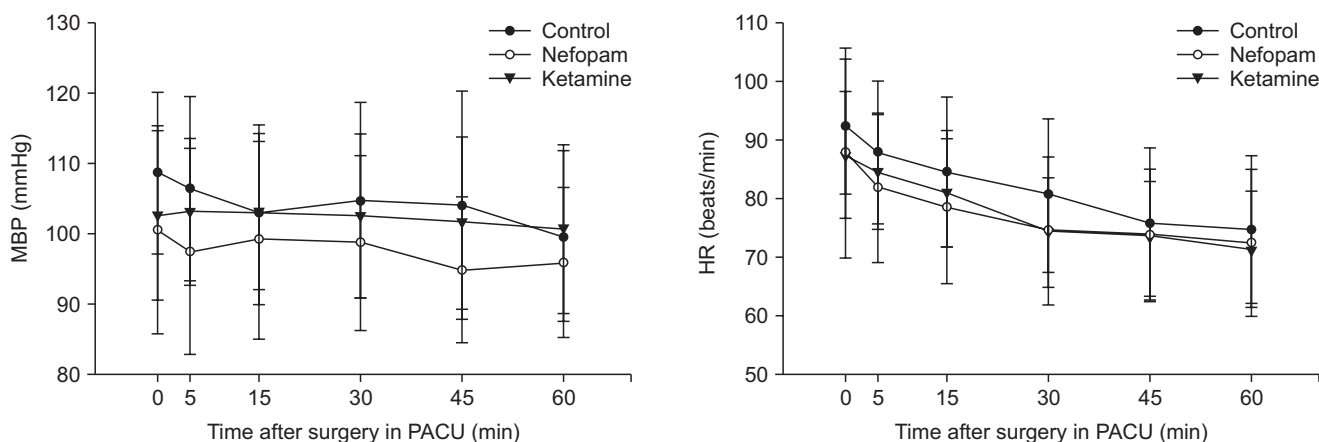 130
120
110
100
90
80
MBP (mmHg)
Control
Nefopam
Ketamine
0 5 15 30 45 60
Time after surgery in PACU (min)
110
100
90
80
70
60
50
HR (beats/min)
Control
Nefopam
Ketamine
0 5 15 30 45 60
Time after surgery in PACU (min)